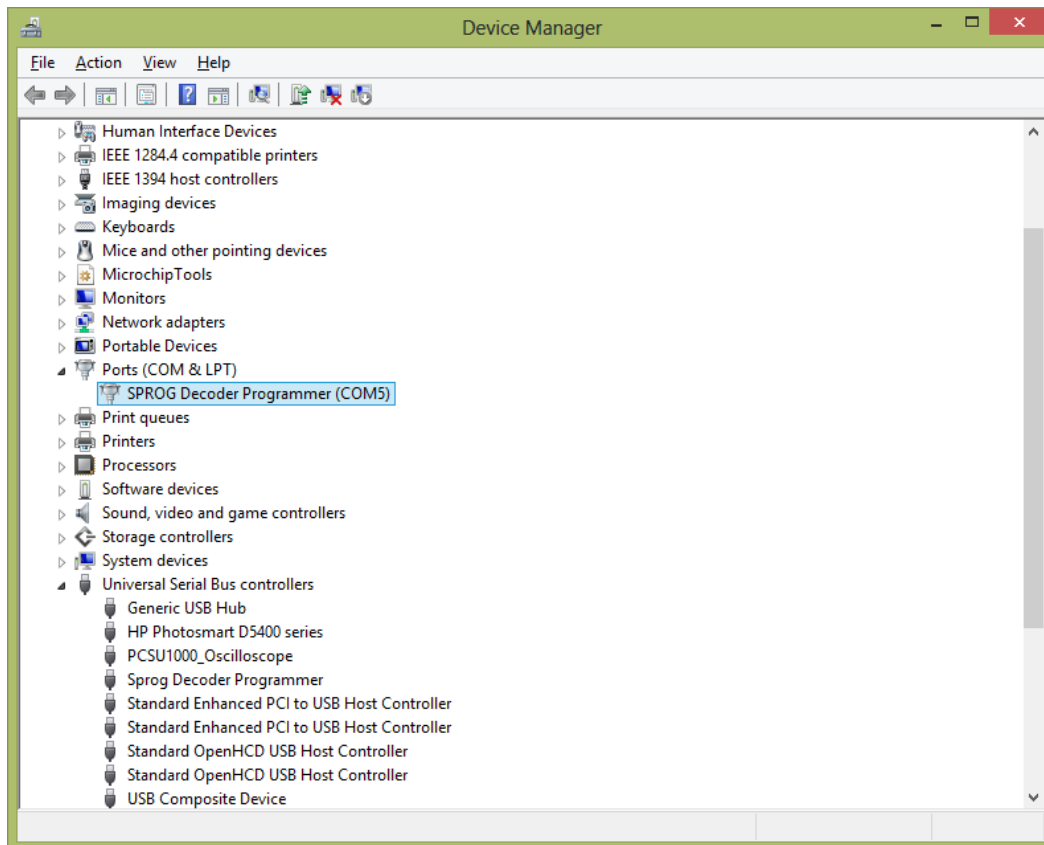 Device Manager
File Action View Help
Human Interface Devices
IEEE 1284.4 compatible printers
IEEE 1394 host controllers
Imaging devices
Keyboards
Mice and other pointing devices
MicrochipTools
Monitors
Network adapters
Portable Devices
Ports (COM & LPT)
SPROG Decoder Programmer (COM5)
Print queues
Printers
Processors
Software devices
Sound, video and game controllers
Storage controllers
System devices
Universal Serial Bus controllers
Generic USB Hub
HP Photosmart D5400 series
PCSU1000_Oscilloscope
Sprog Decoder Programmer
Standard Enhanced PCI to USB Host Controller
Standard Enhanced PCI to USB Host Controller
Standard OpenHCD USB Host Controller
Standard OpenHCD USB Host Controller
USB Composite Device